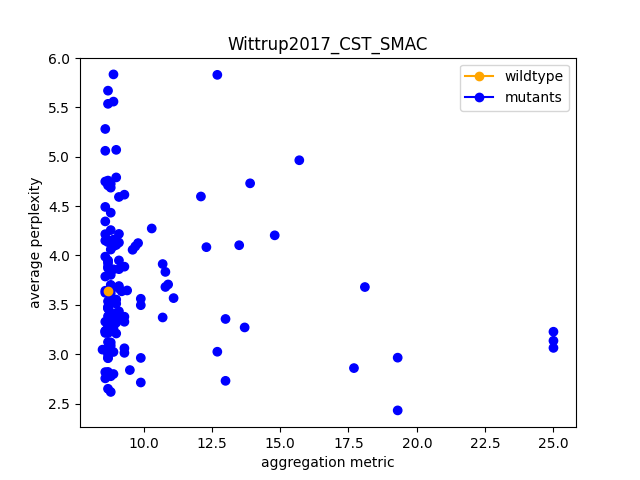 Wittrup2017_CST_SMAC
wildtype
mutants
6.0
5.5
5.0
4.5
4.0
3.5
3.0
2.5
average perplexity
10.0 12.5 15.0 17.5 20.0 22.5 25.0
aggregation metric